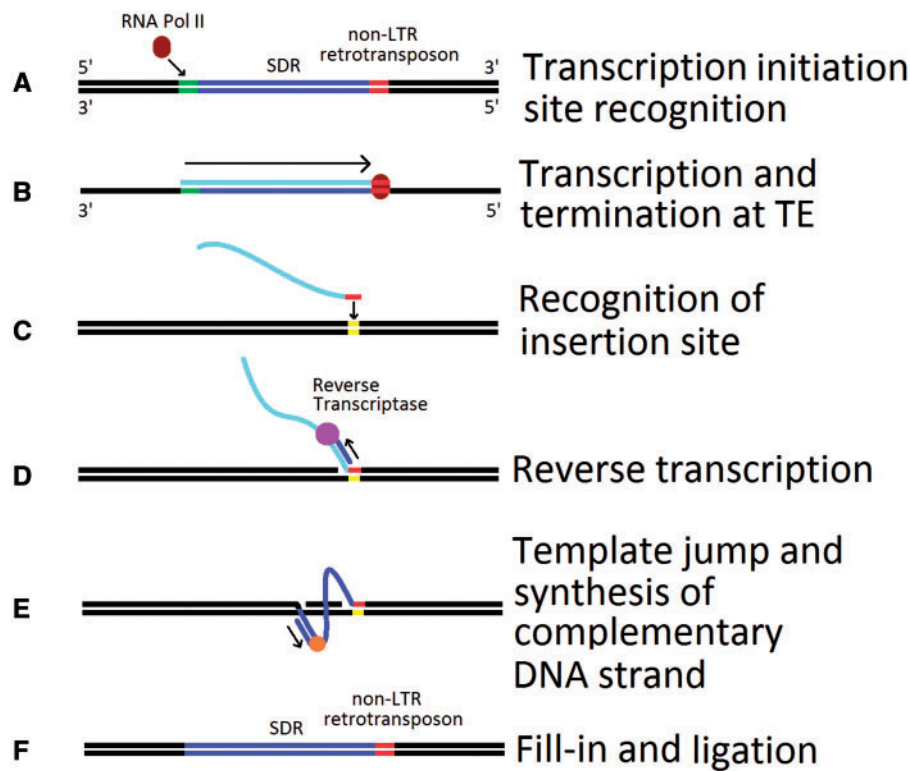 RNA Pol II
non-LTR
retrotransposon
SDR
5'
3'
A
3'
5'
Transcription initiation
site recognition
B
3'
5'
Transcription and
termination at TE
C
Recognition of
insertion site
Reverse
Transcriptase
D
Reverse transcription
E
Template jump and
synthesis of
complementary
DNA strand
non-LTR
retrotransposon
SDR
F
Fill-in and ligation